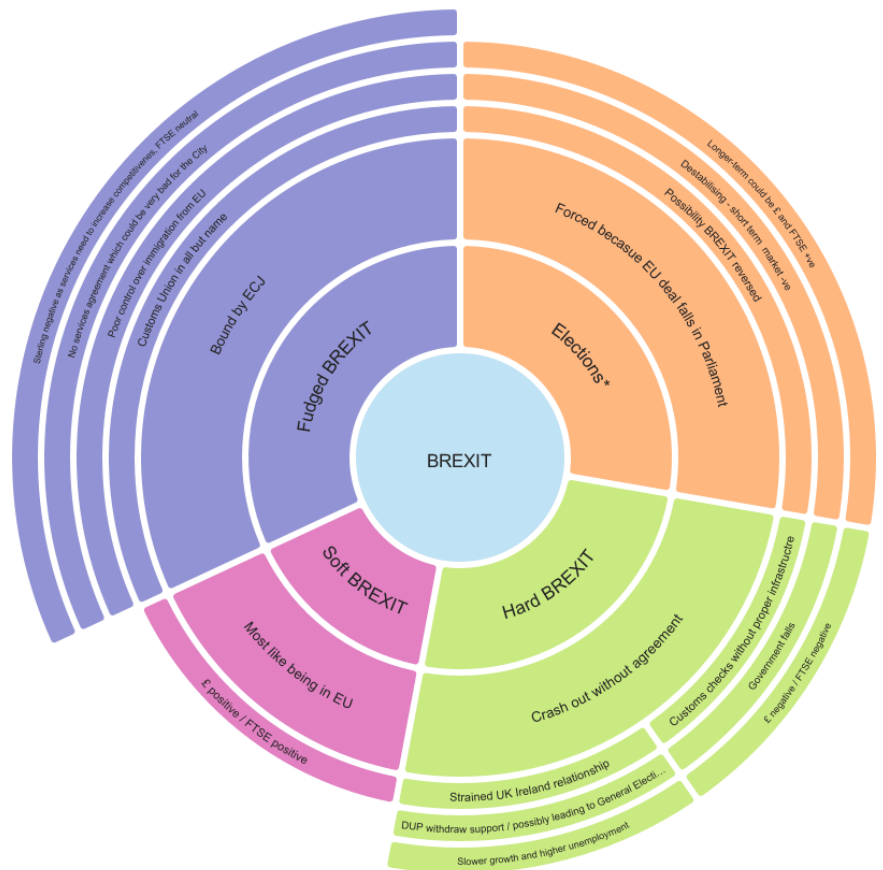 BREXIT
Elections*
Forced becasue EU deal falls in Parliament
Possibility BREXIT reversed
Destabilising - short term market -ve
Longer-term could be £ and FTSE +ve
Hard BREXIT
Crash out without agreement
Customs checks without proper infrastructre
Government falls
£ negative / FTSE negative
Strained UK Ireland relationship
DUP withdraw support / possibly leading to General Electi...
Slower growth and higher unemployment
Soft BREXIT
Most like being in EU
£ positive / FTSE positive
Fudged BREXIT
Bound by ECJ
Customs Union in all but name
Poor control over immigration from EU
No services agreement which could be very bad for the City
Sterling negative as services need to increase competitivenes, FTSE neutral